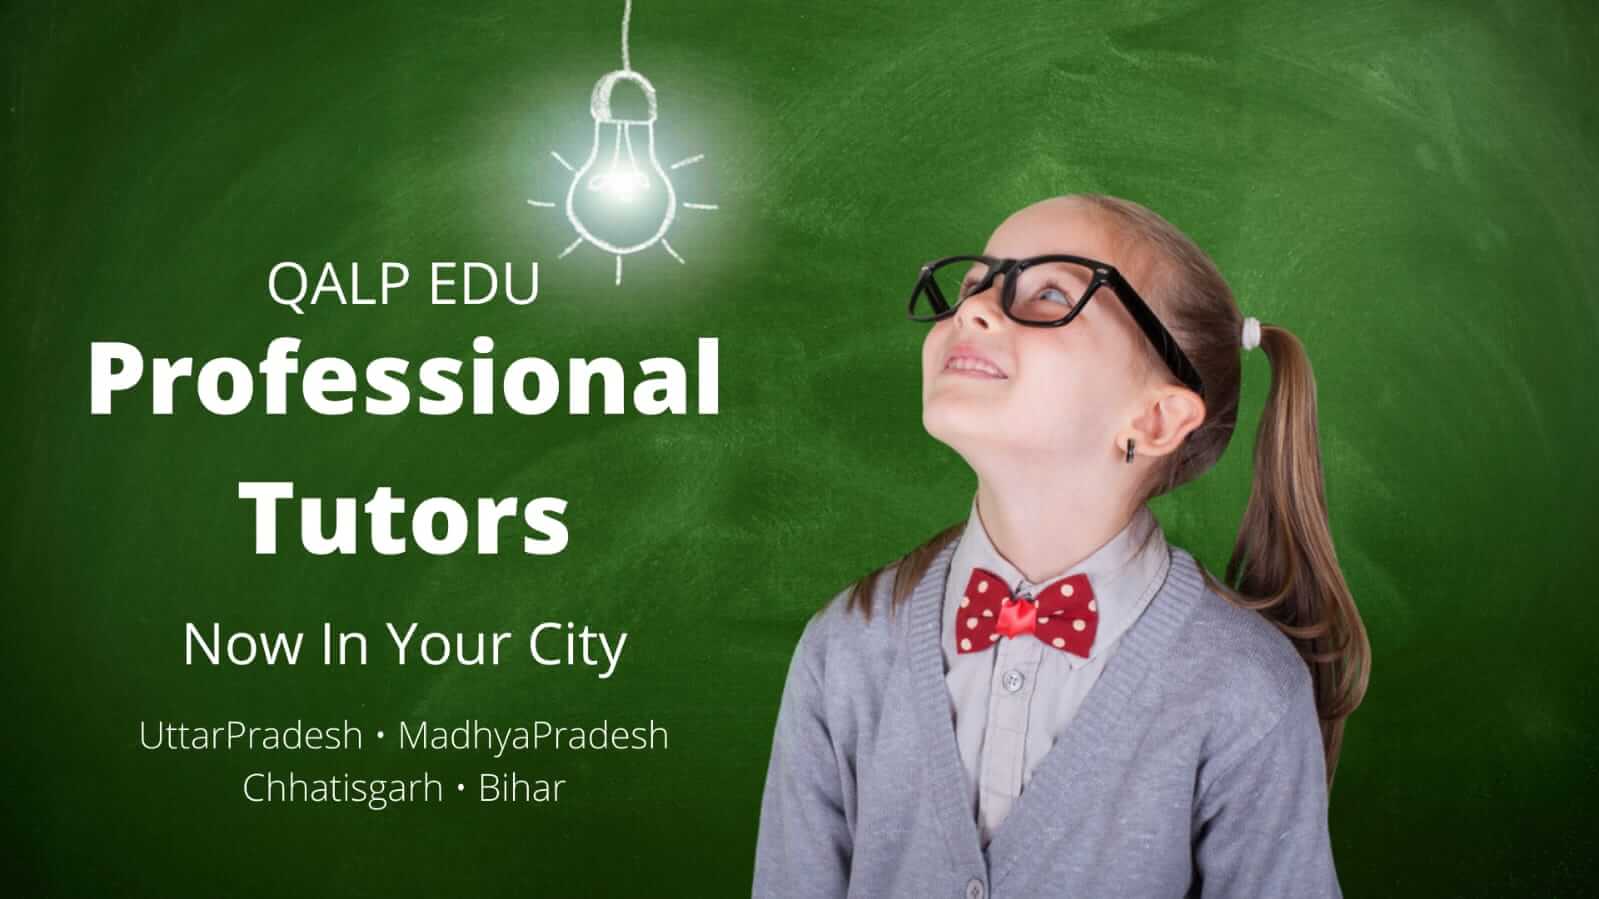 QALP EDU
Professional
Tutors
Now In Your City
UttarPradesh • MadhyaPradesh
Chhatisgarh • Bihar